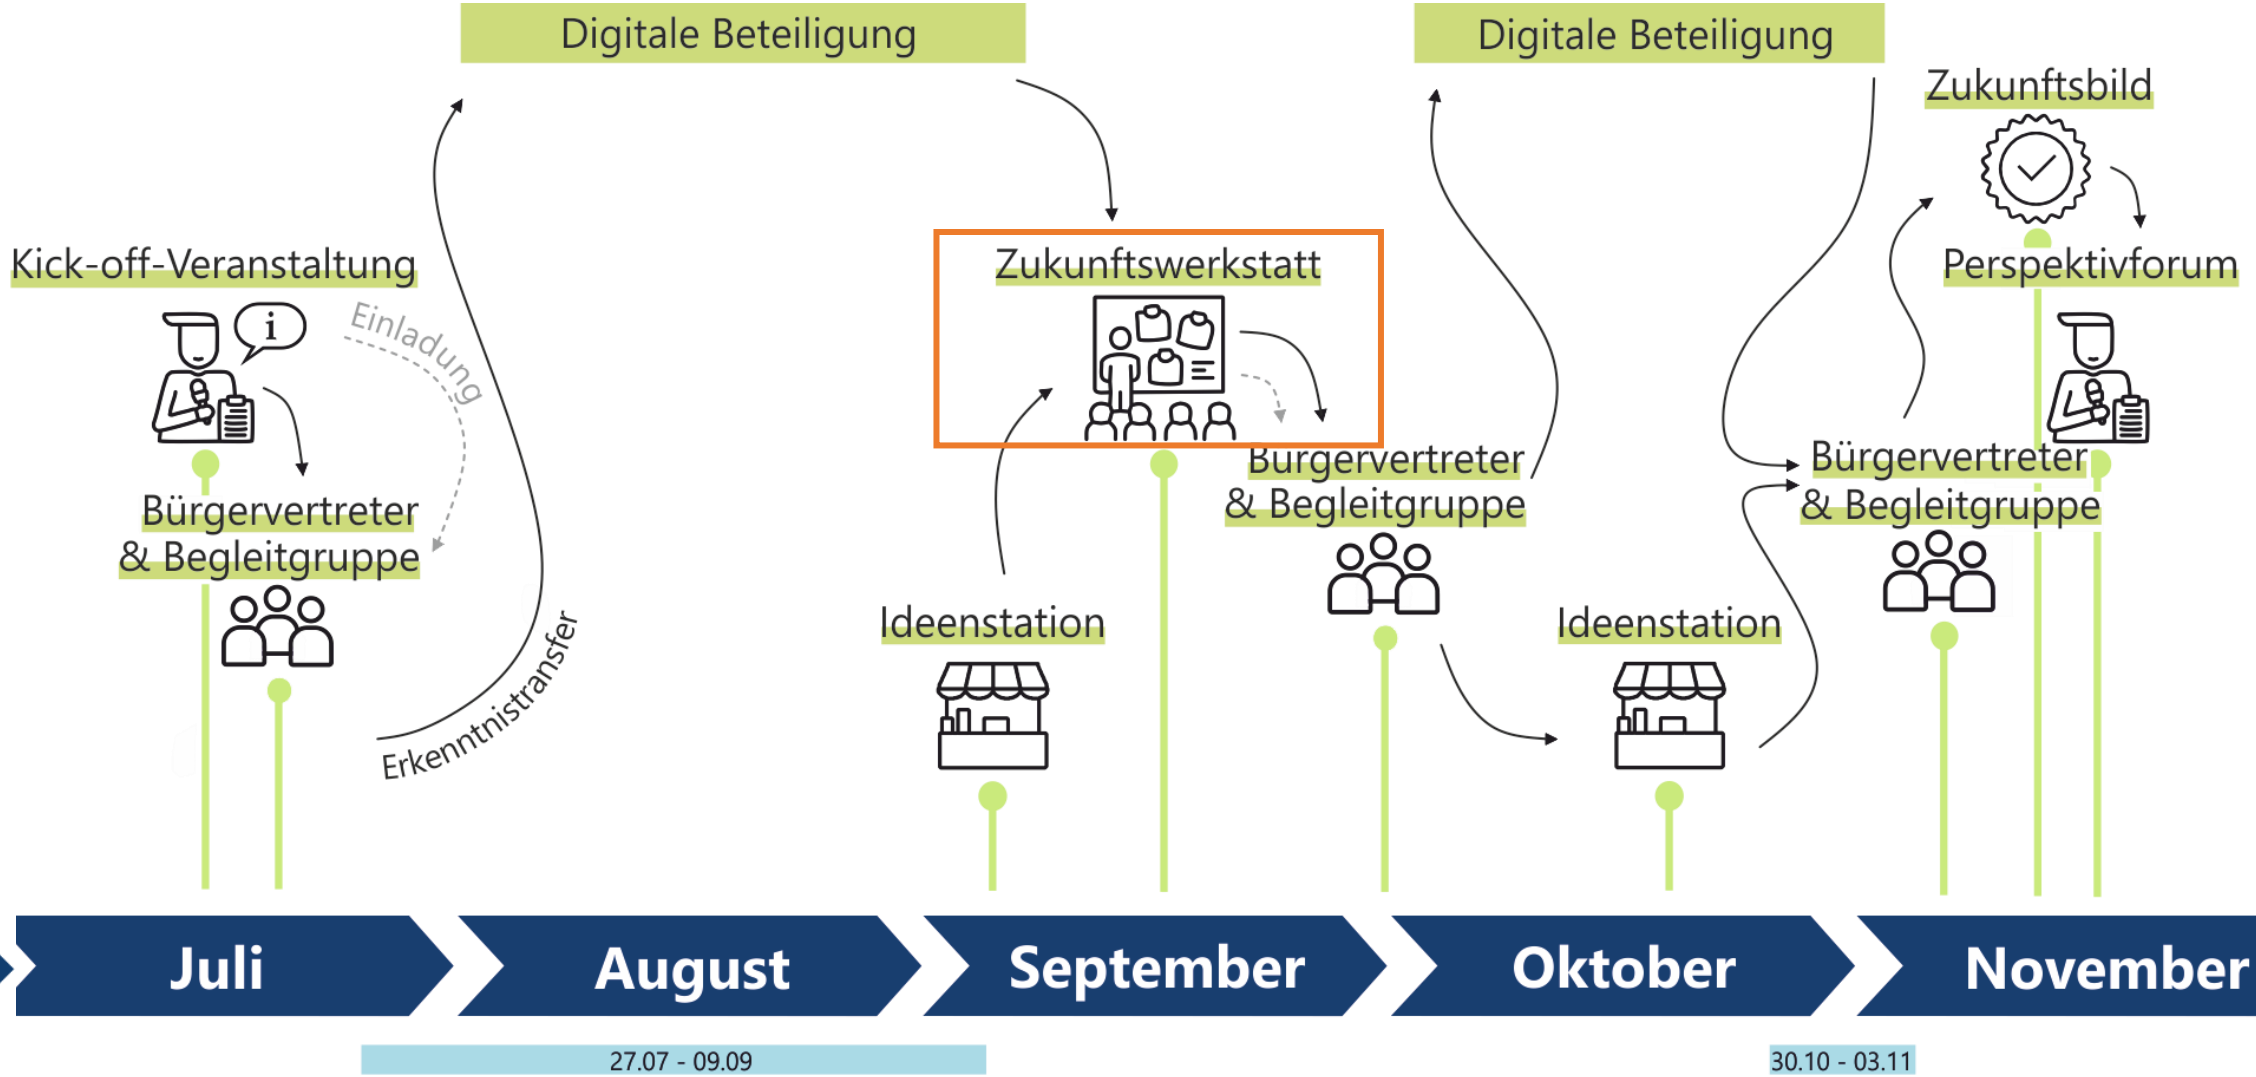 Digitale Beteiligung
Digitale Beteiligung
Zukunftsbild
Kick-off-Veranstaltung
Zukunftswerkstatt
Perspektivforum
i
Einladung
Bürgervertreter
& Begleitgruppe
Bürgervertreter
& Begleitgruppe
Bürgervertreter
& Begleitgruppe
Erkenntnistransfer
Ideenstation
Ideenstation
Juli
August
September
Oktober
November
27.07 - 09.09
30.10 - 03.11